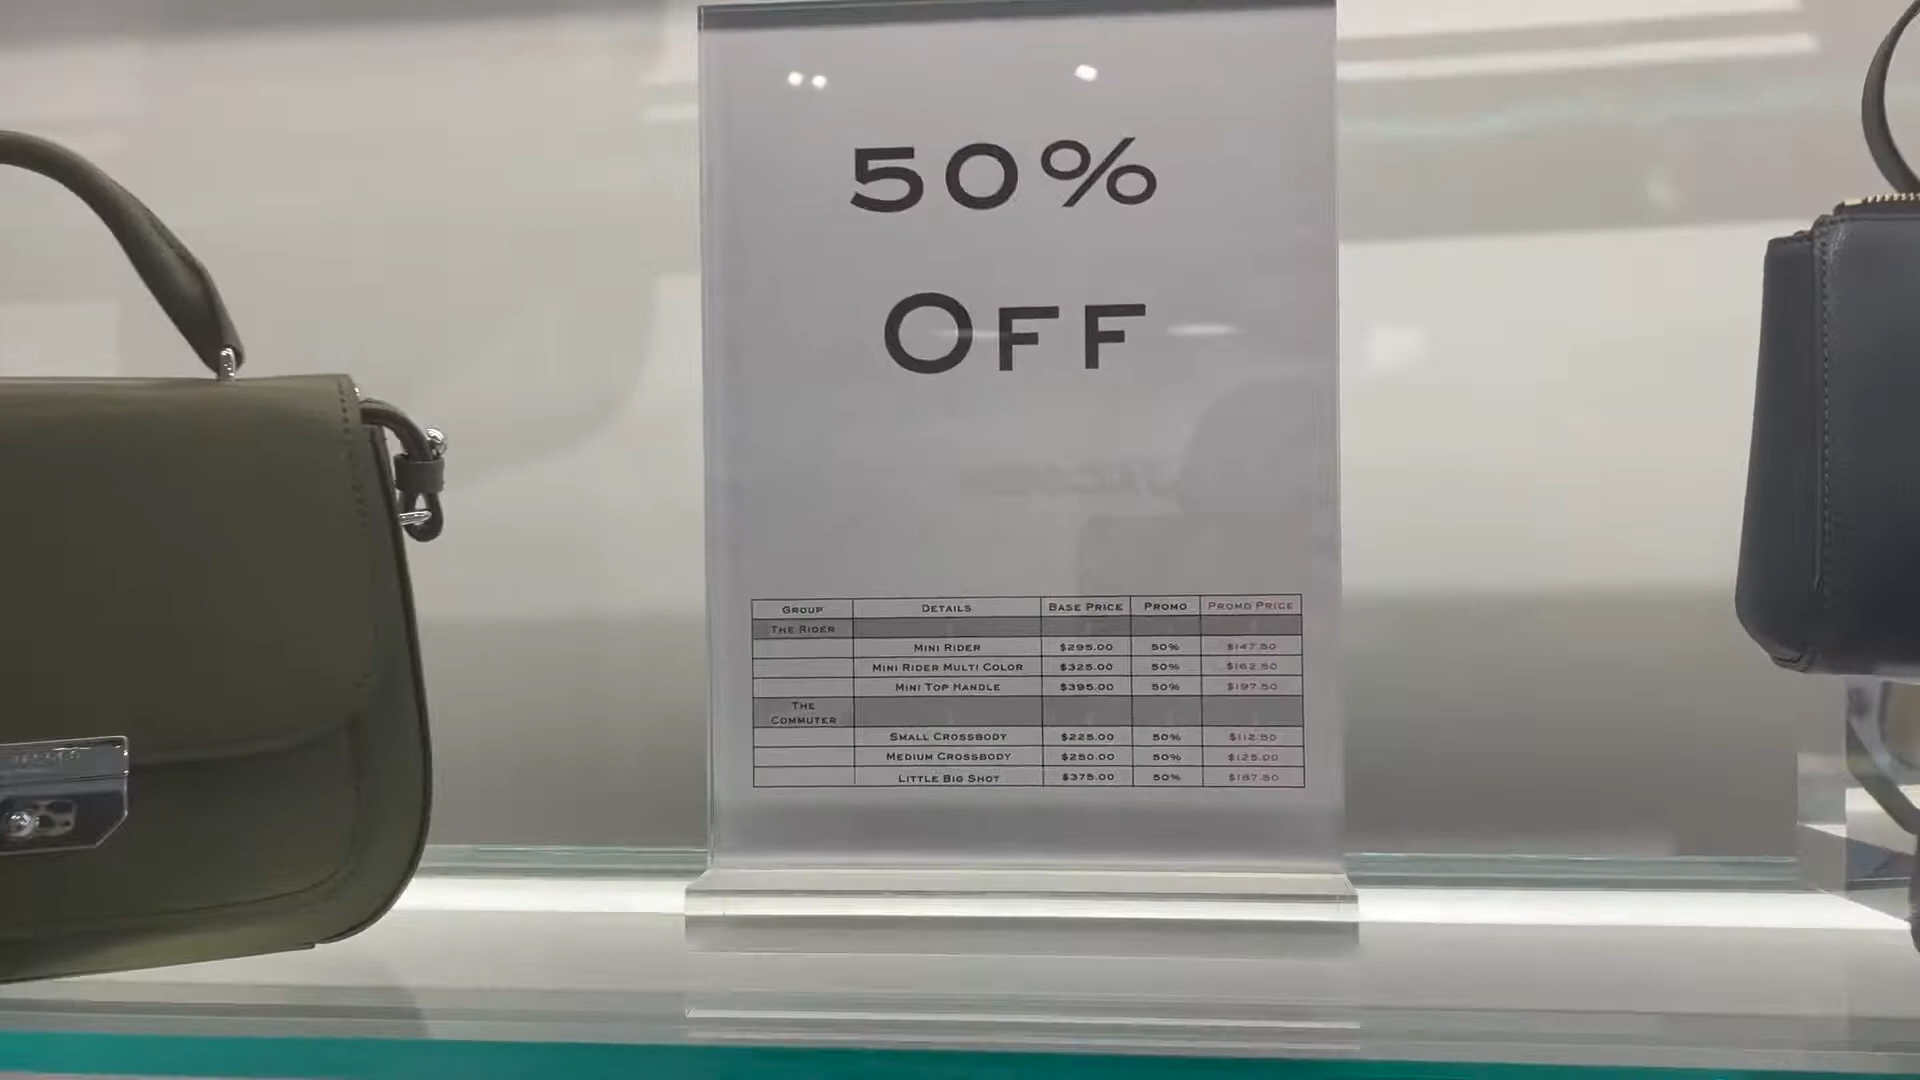 50%
OFF
GROUP DETAILS BASE PRICE PROMO PROMO PRICE
THE RIDER
MINI RIDER $295.00 50% $147.50
MINI RIDER MULTI COLOR $325.00 50% $162.50
MINI TOP HANDLE $395.00 50% $197.50
THE
COMMUTER
SMALL CROSSBODY $225.00 50% $112.50
MEDIUM CROSSBODY $250.00 50% $125.00
LITTLE BIG SHOT $375.00 50% $187.50